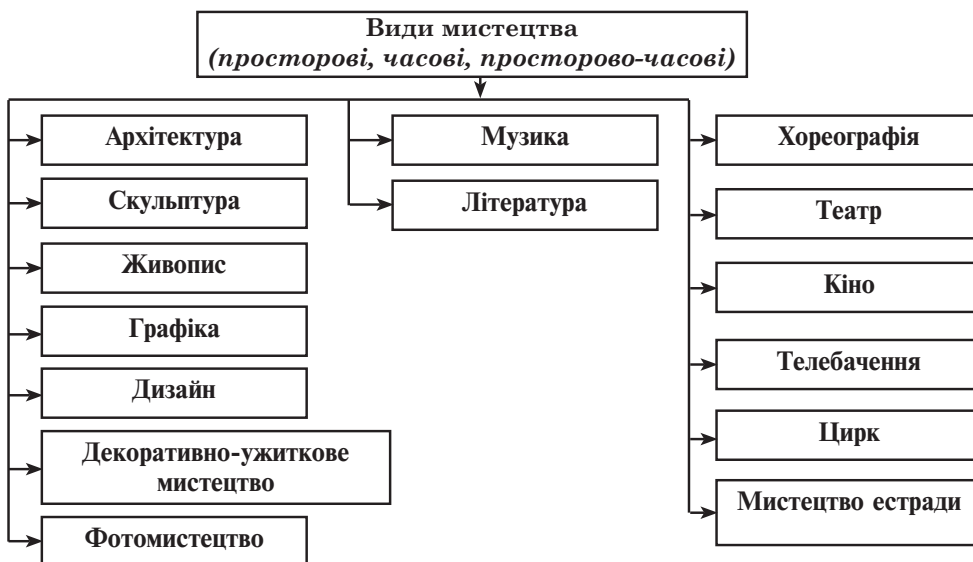 Види мистецтва
(просторові, часові, просторово-часові)
Архітектура
Скульптура
Живопис
Графіка
Дизайн
Декоративно-ужиткове
мистецтво
Фотомистецтво
Музика
Література
Хореографія
Театр
Кіно
Телебачення
Цирк
Мистецтво естради